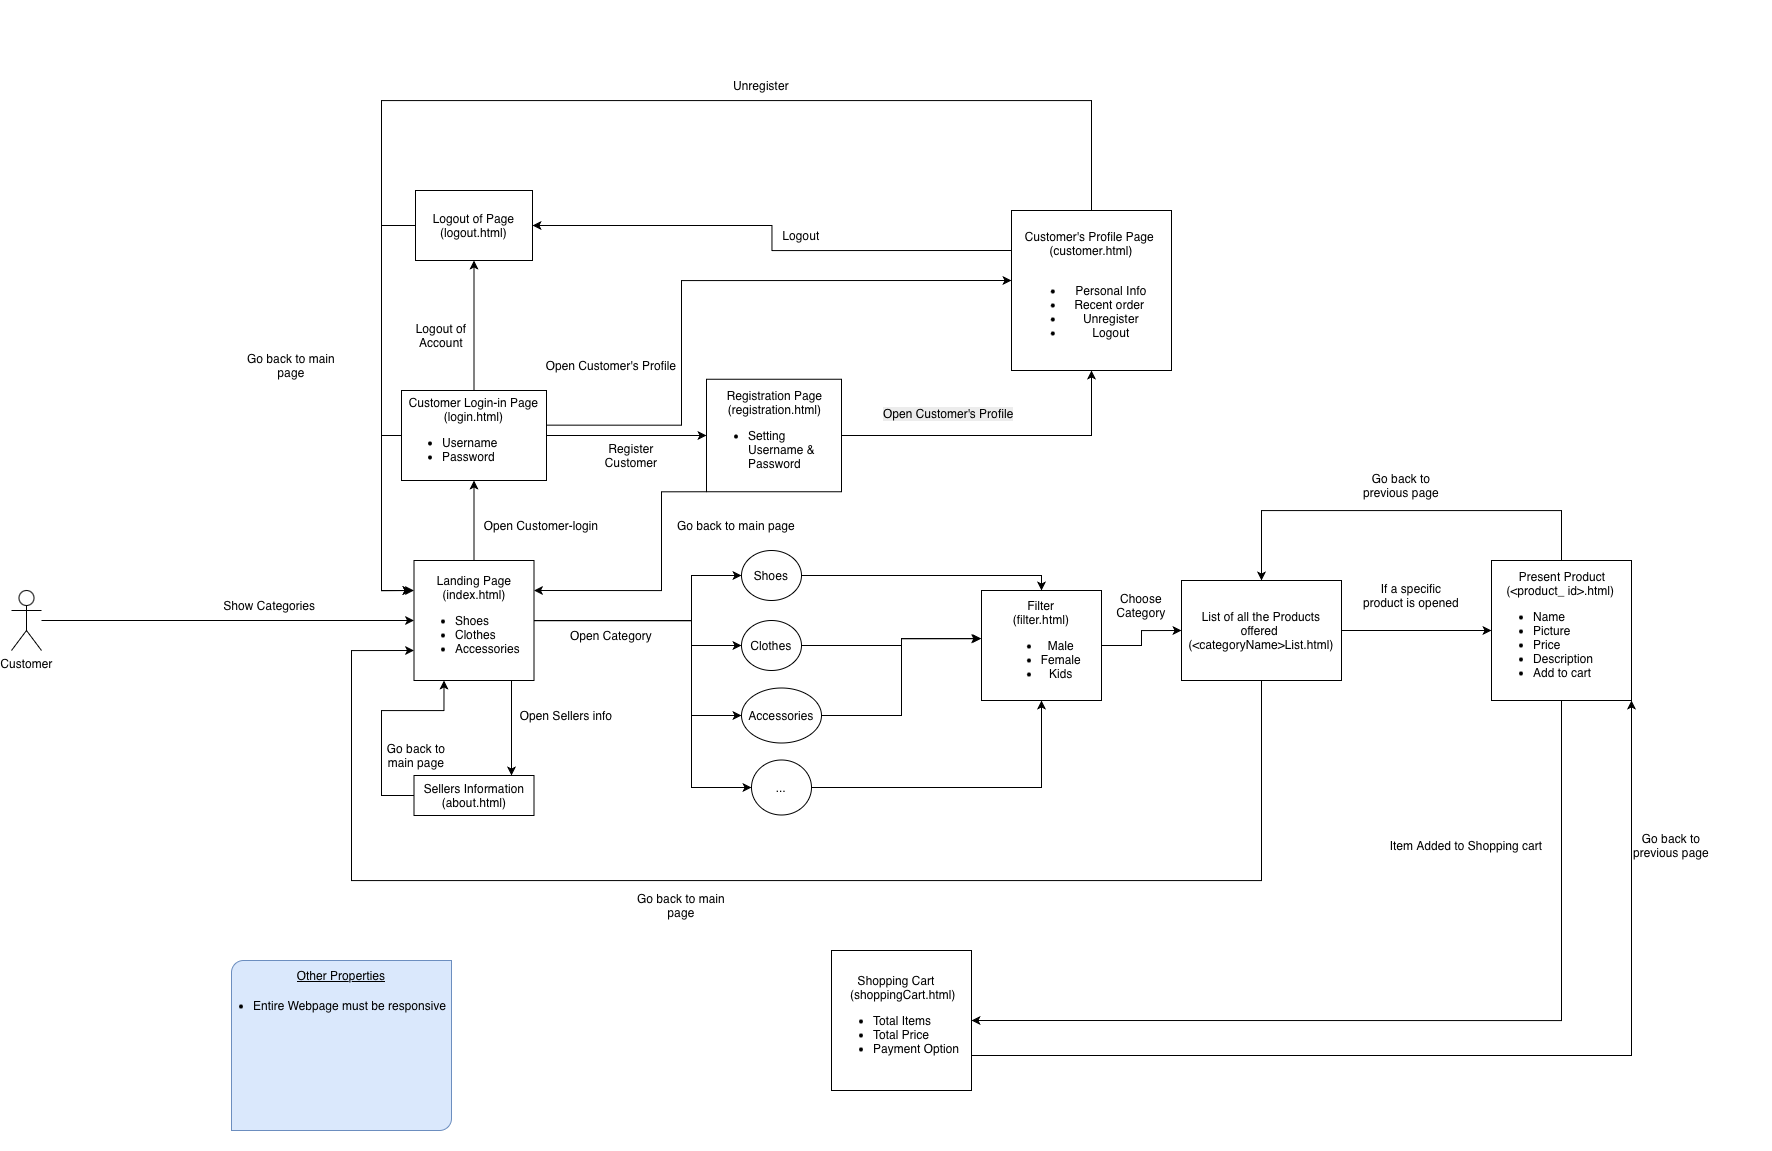 Unregister
Logout of Page
(logout.html)
Logout
Customer's Profile Page
(customer.html)
Personal Info
Recent order
Unregister
Logout
Logout of
Account
Go back to main
page
Open Customer's Profile
Customer Login-in Page
(login.html)
Username
Password
Register
Customer
Registration Page
(registration.html)
Setting
Username &
Password
Open Customer's Profile
Open Customer-login
Go back to main page
Go back to
previous page
Customer
Show Categories
Landing Page
(index.html)
Shoes
Clothes
Accessories
Open Category
Shoes
Clothes
Accessories
...
Filter
(filter.html)
Male
Female
Kids
Choose
Category
List of all the Products
offered
(<categoryName>List.html)
If a specific
product is opened
Present Product
(<product_ id>.html)
Name
Picture
Price
Description
Add to cart
Open Sellers info
Go back to
main page
Sellers Information
(about.html)
Item Added to Shopping cart
Go back to
previous page
Go back to main
page
Other Properties
Entire Webpage must be responsive
Shopping Cart
(shoppingCart.html)
Total Items
Total Price
Payment Option